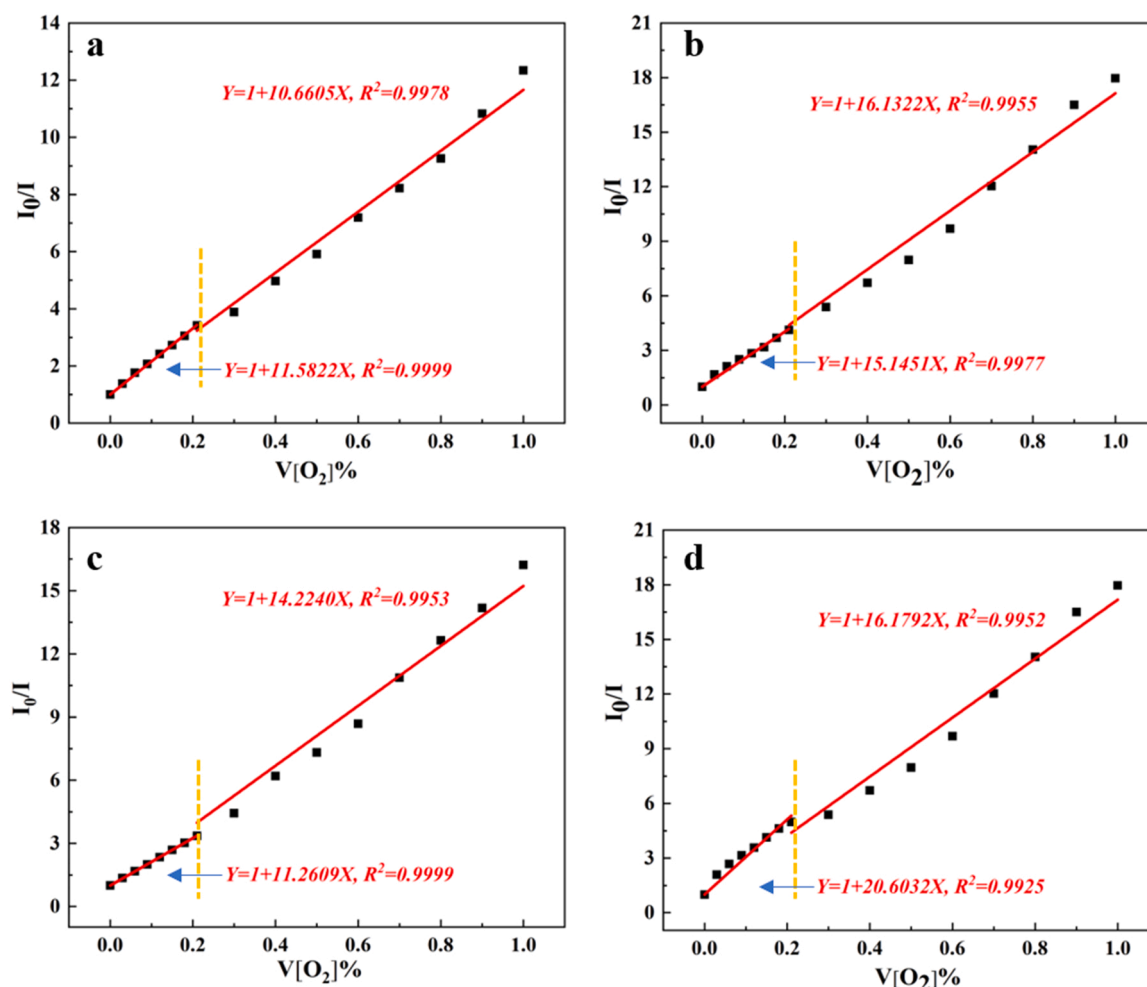 a
14
12
10
8
6
4
2
0
I0/I
Y=1+10.6605X, R²=0.9978
Y=1+11.5822X, R²=0.9999
0.0 0.2 0.4 0.6 0.8 1.0
V[O2]%
b
21
18
15
12
9
6
3
0
I0/I
Y=1+16.1322X, R²=0.9955
Y=1+15.1451X, R²=0.9977
0.0 0.2 0.4 0.6 0.8 1.0
V[O2]%
c
18
15
12
9
6
3
0
I0/I
Y=1+14.2240X, R²=0.9953
Y=1+11.2609X, R²=0.9999
0.0 0.2 0.4 0.6 0.8 1.0
V[O2]%
d
21
18
15
12
9
6
3
0
I0/I
Y=1+16.1792X, R²=0.9952
Y=1+20.6032X, R²=0.9925
0.0 0.2 0.4 0.6 0.8 1.0
V[O2]%